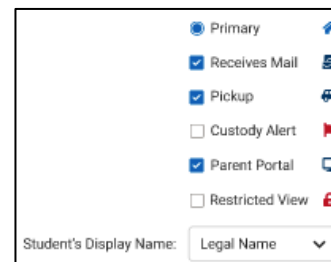 Primary
Receives Mail
Pickup
Custody Alert
Parent Portal
Restricted View
Student's Display Name: Legal Name